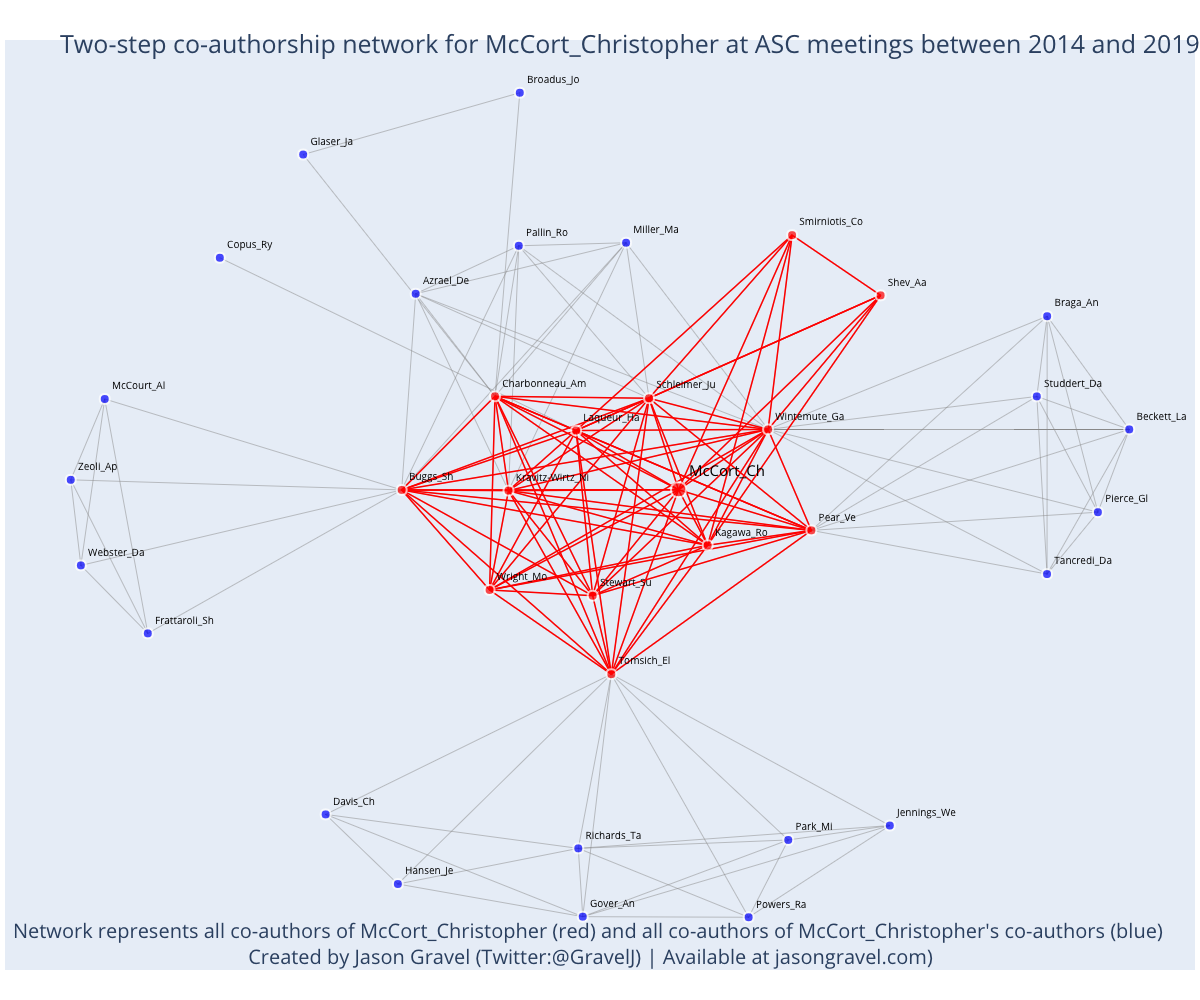 Two-step co-authorship network for McCort_Christopher at ASC meetings between 2014 and 2019
Broadus_Jo
Glaser_Ja
Smirniotis_Co
Pallin_Ro
Miller_Ma
Copus_Ry
Azrael_De
Shev_Aa
Braga_An
McCourt_Al
Charbonneau_Am
Schleimer_Ju
Studdert_Da
Laqueur_Ha
Wintemute_Ga
Beckett_La
Zeoli_Ap
Buggs_Sh
Kravitz-Wirtz_Ni
McCort_Ch
Pierce_Gl
Pear_Ve
Kagawa_Ro
Webster_Da
Tancredi_Da
Wright_Mo
Stewart_Su
Frattaroli_Sh
Tomsich_El
Davis_Ch
Jennings_We
Richards_Ta
Park_Mi
Hansen_Je
Gover_An
Powers_Ra
Network represents all co-authors of McCort_Christopher (red) and all co-authors of McCort_Christopher's co-authors (blue)
Created by Jason Gravel (Twitter:@GravelJ) | Available at jasongravel.com)